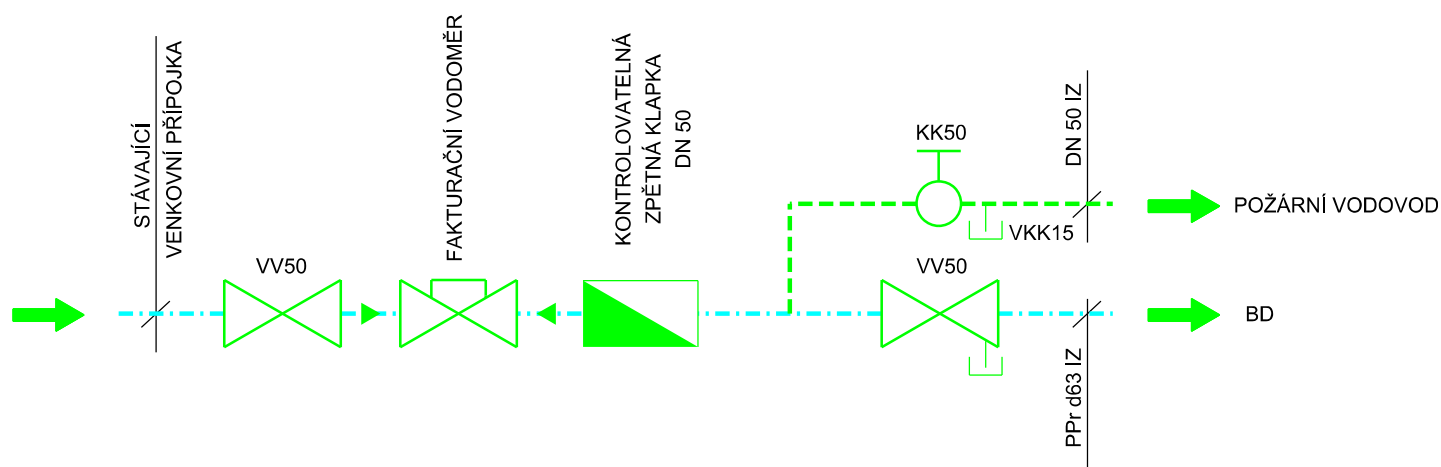 STÁVAJÍCÍ
VENKOVNÍ PŘÍPOJKA
VV50
FAKTURAČNÍ VODOMĚR
KONTROLOVATELNÁ
ZPĚTNÁ KLAPKA
DN 50
KK50
VKK15
DN 50 IZ
POŽÁRNÍ VODOVOD
VV50
BD
PPr d63 IZ